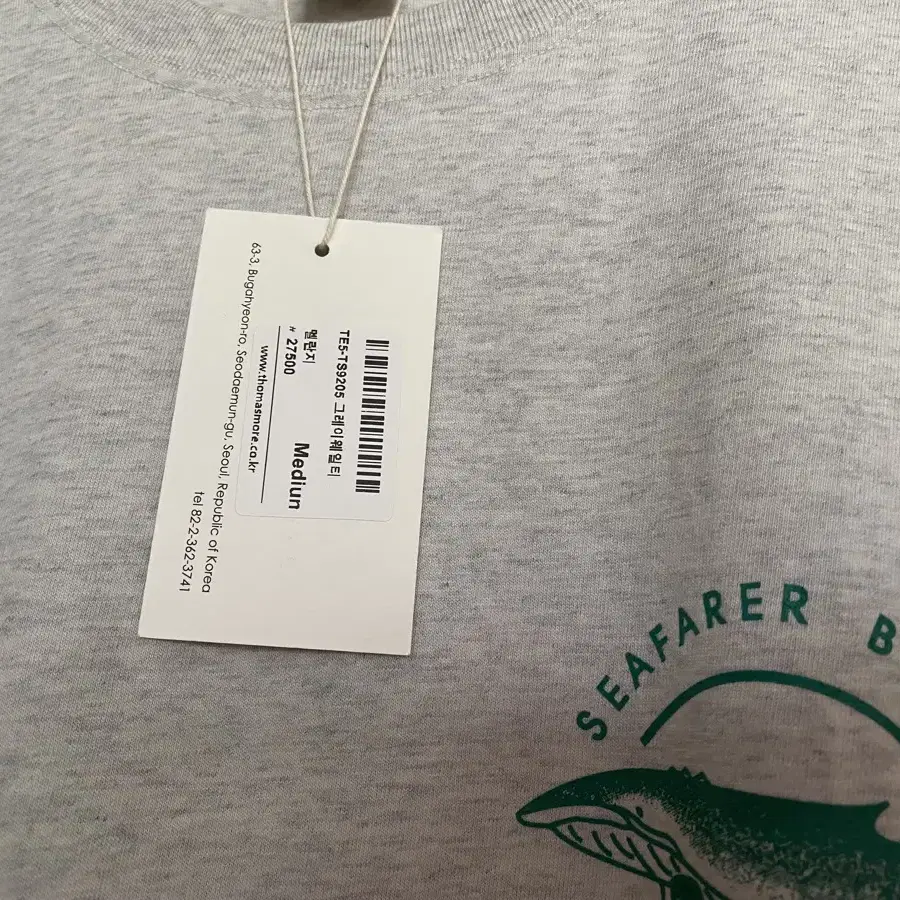 63-3, Bugahyeon-ro, Seodaemun-gu, Seoul, Republic of Korea
tel 82-2-362-3741
TE5-TS9205 그레이웨일티
멜란지
# 27500
Mediun
www.thomasmore.co.kr
SEAFARER B